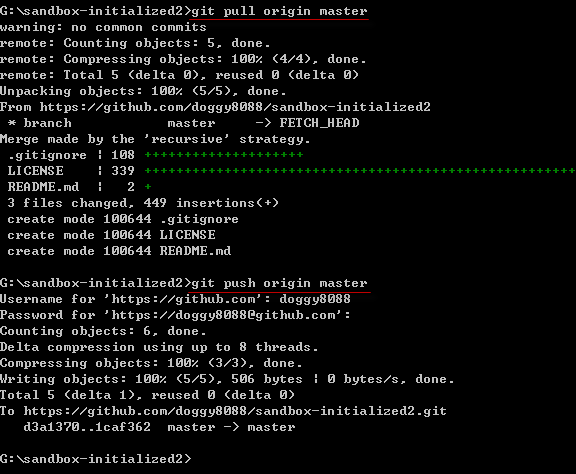 G:\sandbox-initialized2>git pull origin master
warning: no common commits
remote: Counting objects: 5, done.
remote: Compressing objects: 100% (4/4), done.
remote: Total 5 (delta 0), reused 0 (delta 0)
Unpacking objects: 100% (5/5), done.
From https://github.com/doggy8088/sandbox-initialized2
 * branch            master     -> FETCH_HEAD
Merge made by the 'recursive' strategy.
 .gitignore | 108 ++++++++++++++++++++
 LICENSE    | 339 ++++++++++++++++++++++++++++++++++++++++++++++++++++++
 README.md  |   2 +
 3 files changed, 449 insertions(+)
 create mode 100644 .gitignore
 create mode 100644 LICENSE
 create mode 100644 README.md
G:\sandbox-initialized2>git push origin master
Username for 'https://github.com': doggy8088
Password for 'https://doggy8088@github.com':
Counting objects: 6, done.
Delta compression using up to 8 threads.
Compressing objects: 100% (3/3), done.
Writing objects: 100% (5/5), 506 bytes | 0 bytes/s, done.
Total 5 (delta 1), reused 0 (delta 0)
To https://github.com/doggy8088/sandbox-initialized2.git
   d3a1370..1caf362  master -> master
G:\sandbox-initialized2>